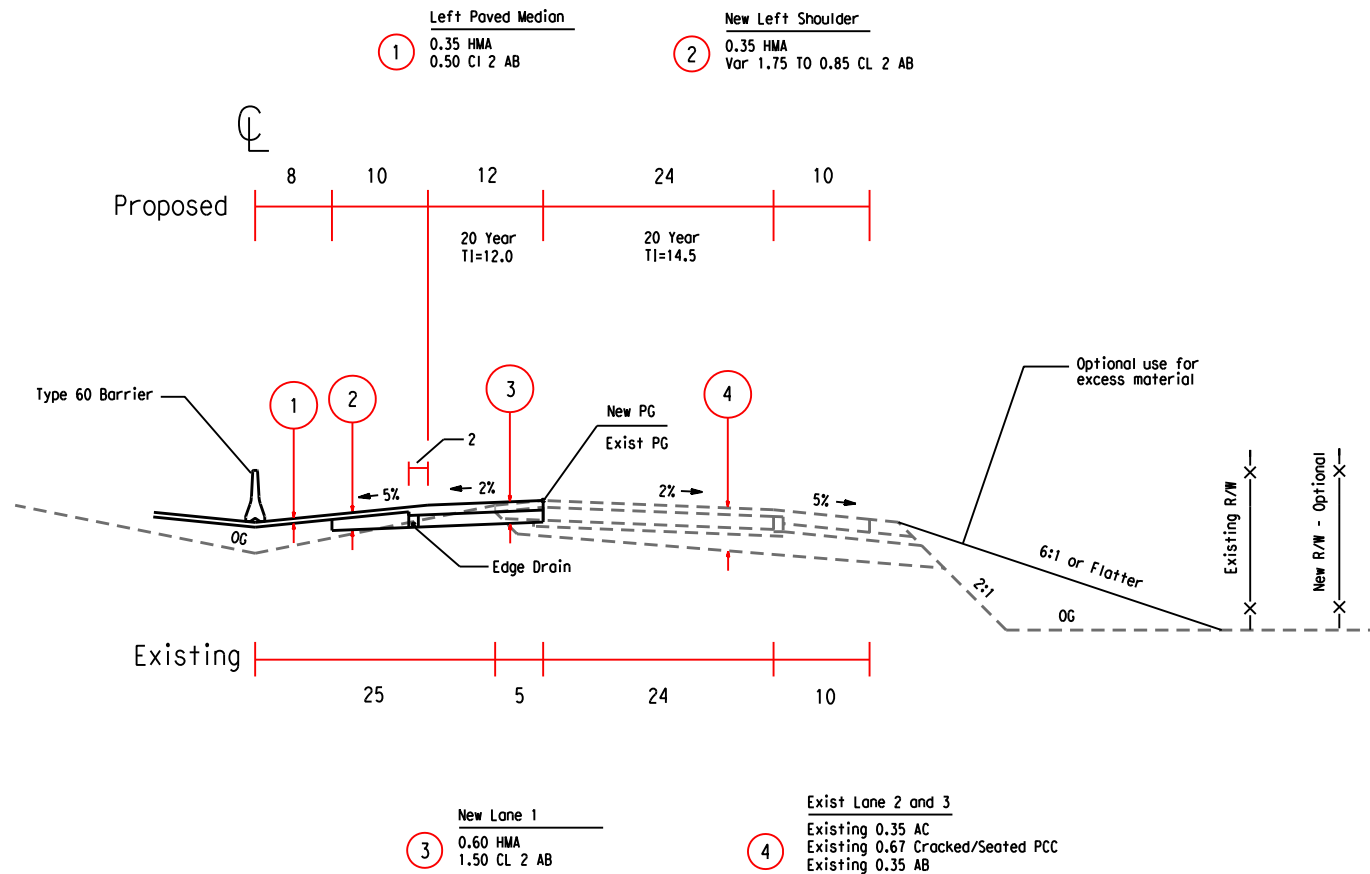 Left Paved Median
1
0.35 HMA
0.50 Cl 2 AB
New Left Shoulder
2
0.35 HMA
Var 1.75 TO 0.85 CL 2 AB
CL
8
10
12
24
10
Proposed
20 Year
TI=12.0
20 Year
TI=14.5
Type 60 Barrier
1
2
3
4
Optional use for
excess material
New PG
Exist PG
2
5%
2%
2%
5%
OG
Edge Drain
6:1 or Flatter
2:1
OG
Existing R/W
New R/W - Optional
Existing
25
5
24
10
New Lane 1
3
0.60 HMA
1.50 CL 2 AB
Exist Lane 2 and 3
4
Existing 0.35 AC
Existing 0.67 Cracked/Seated PCC
Existing 0.35 AB